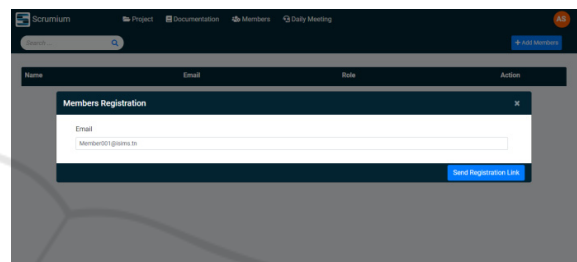 Scrumium Project Documentation Members Daily Meeting AS
Search... + Add Members
Name Email Role Action
Members Registration ×
Email
Member001@isims.tn
Send Registration Link